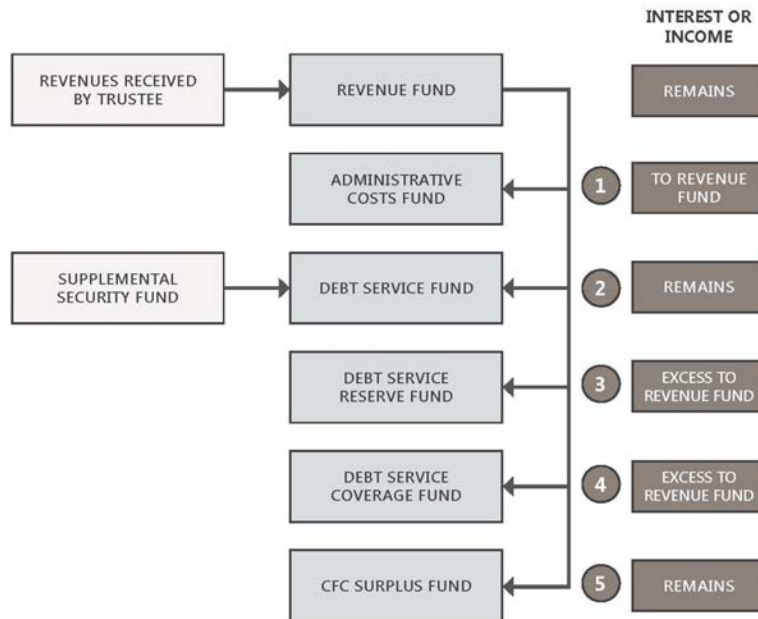 INTEREST OR
INCOME
REVENUES RECEIVED
BY TRUSTEE
REVENUE FUND
REMAINS
ADMINISTRATIVE
COSTS FUND
1
TO REVENUE
FUND
SUPPLEMENTAL
SECURITY FUND
DEBT SERVICE FUND
2
REMAINS
DEBT SERVICE
RESERVE FUND
3
EXCESS TO
REVENUE FUND
DEBT SERVICE
COVERAGE FUND
4
EXCESS TO
REVENUE FUND
CFC SURPLUS FUND
5
REMAINS